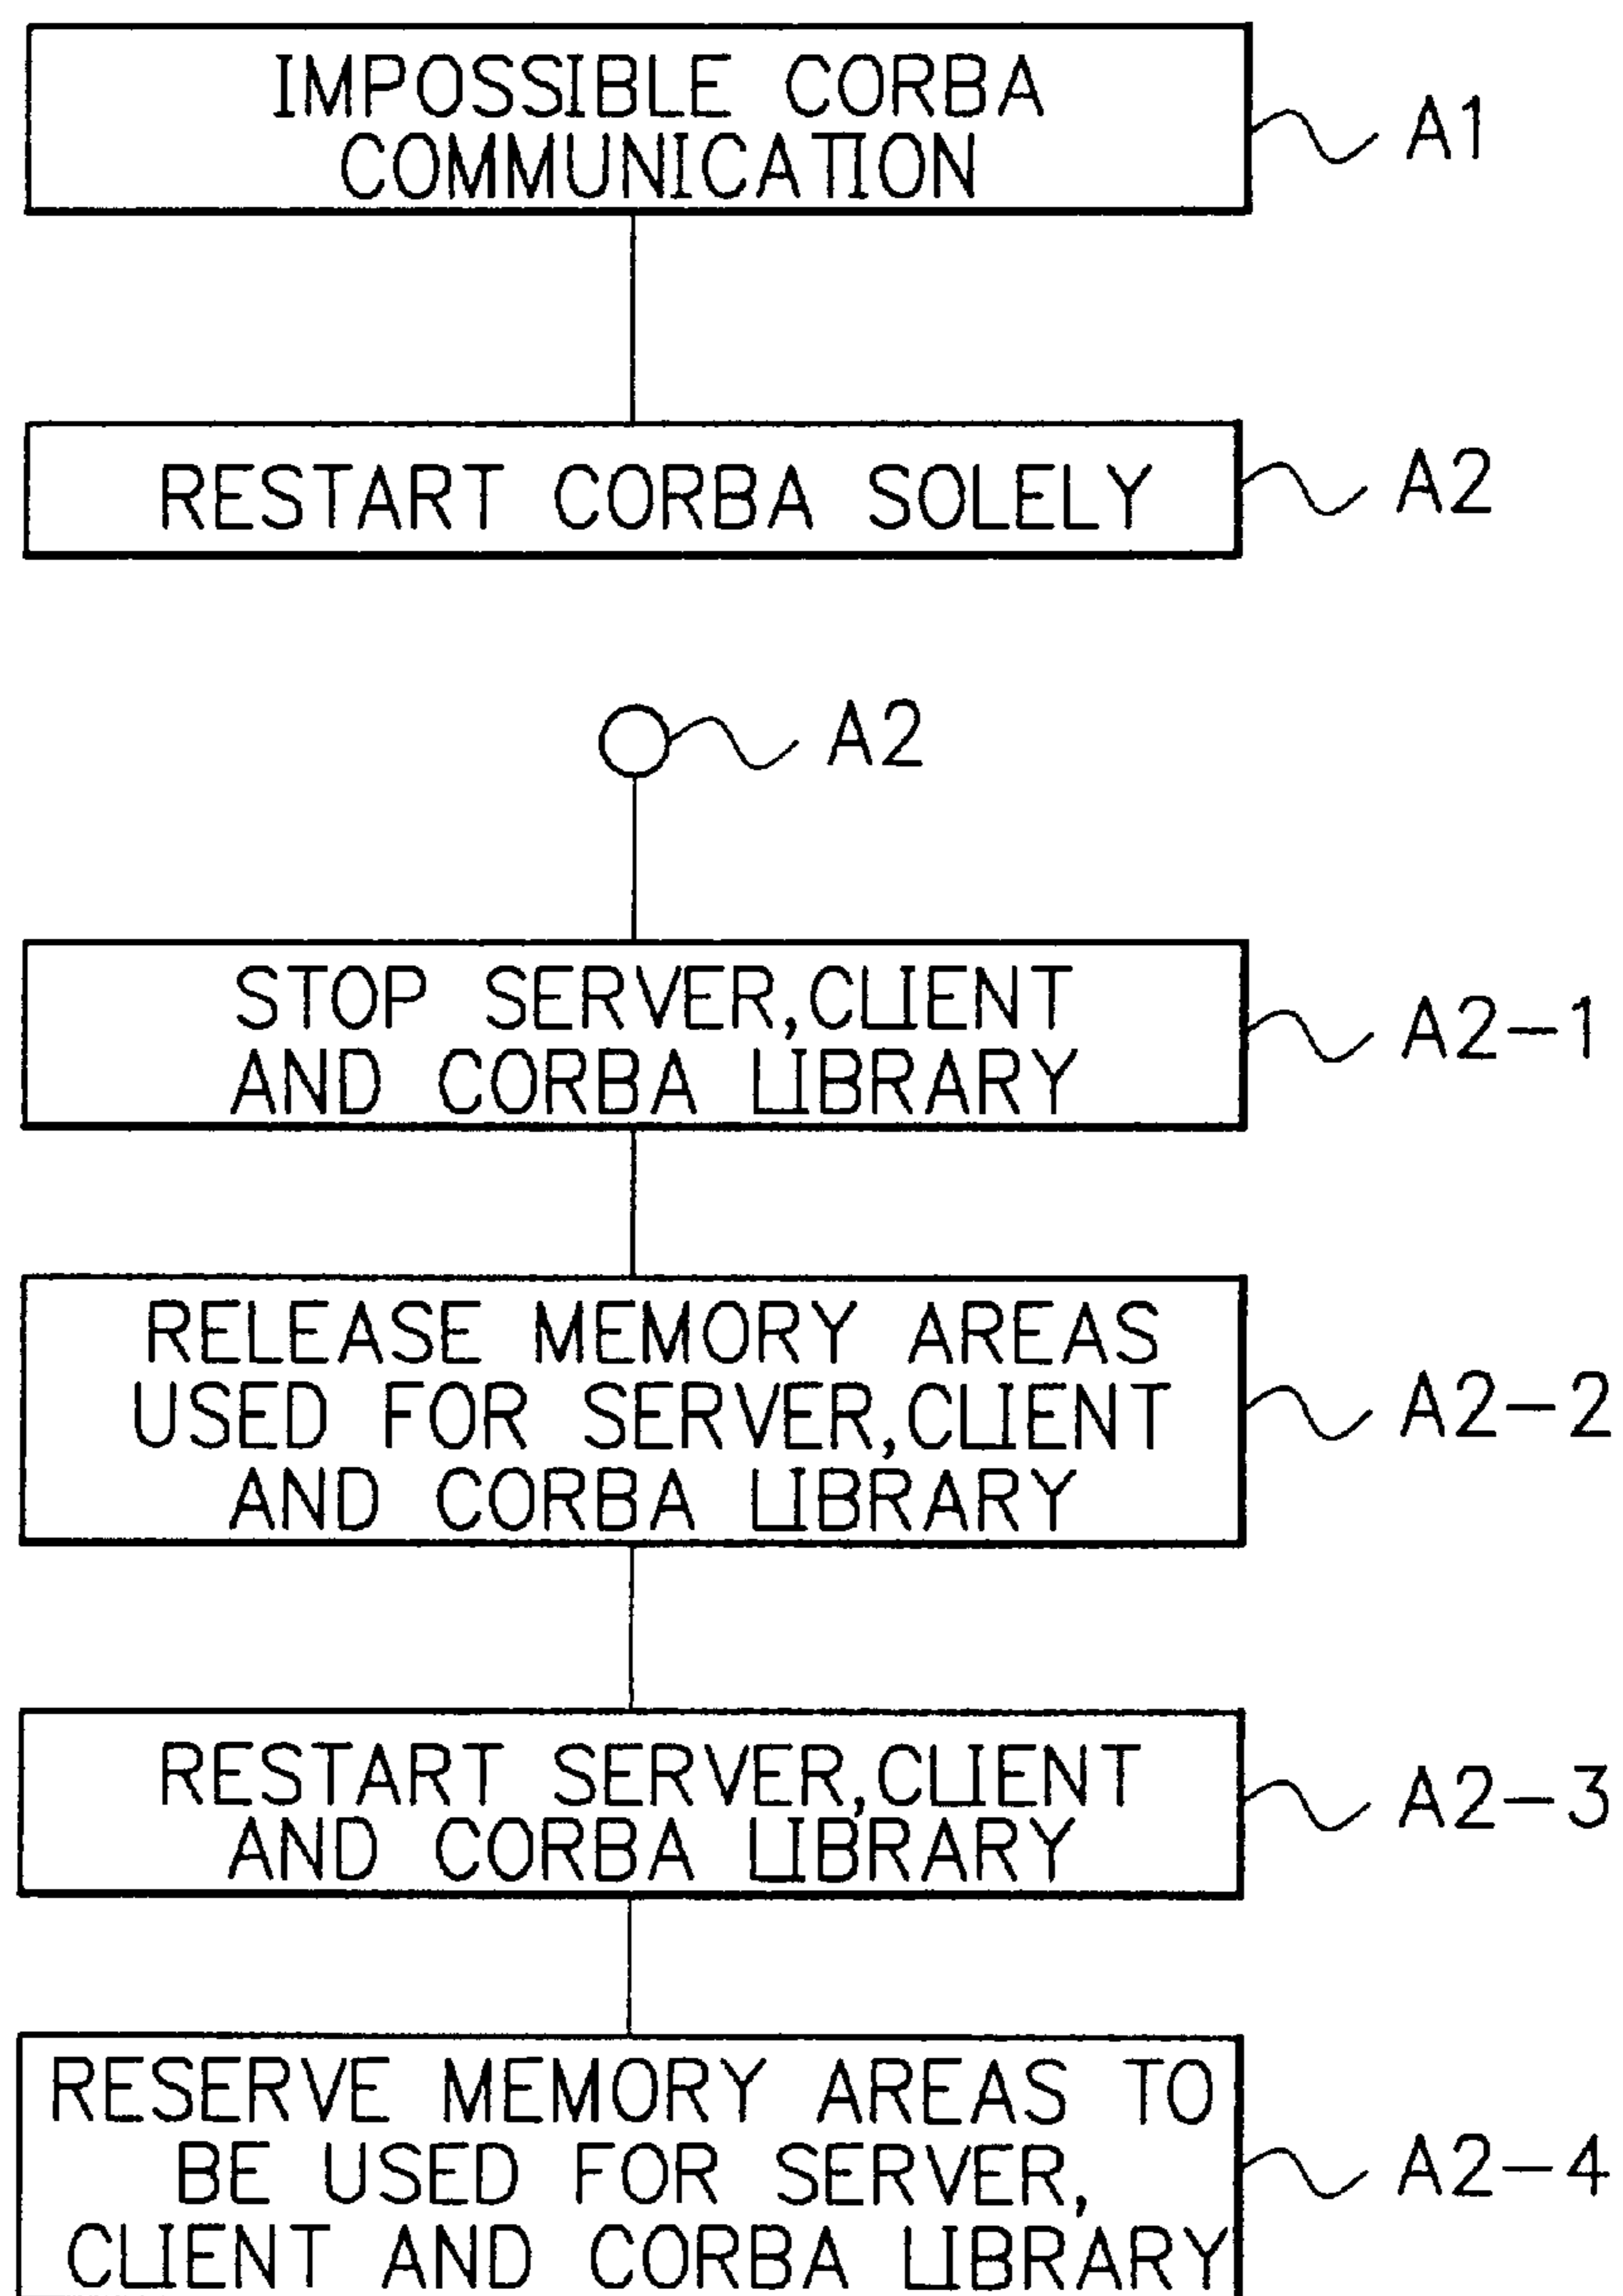 IMPOSSIBLE CORBA
COMMUNICATION
A1
RESTART CORBA SOLELY
A2
A2
STOP SERVER,CLIENT
AND CORBA LIBRARY
A2-1
RELEASE MEMORY AREAS
USED FOR SERVER,CLIENT
AND CORBA LIBRARY
A2-2
RESTART SERVER,CLIENT
AND CORBA LIBRARY
A2-3
RESERVE MEMORY AREAS TO
BE USED FOR SERVER,
CLIENT AND CORBA LIBRARY
A2-4